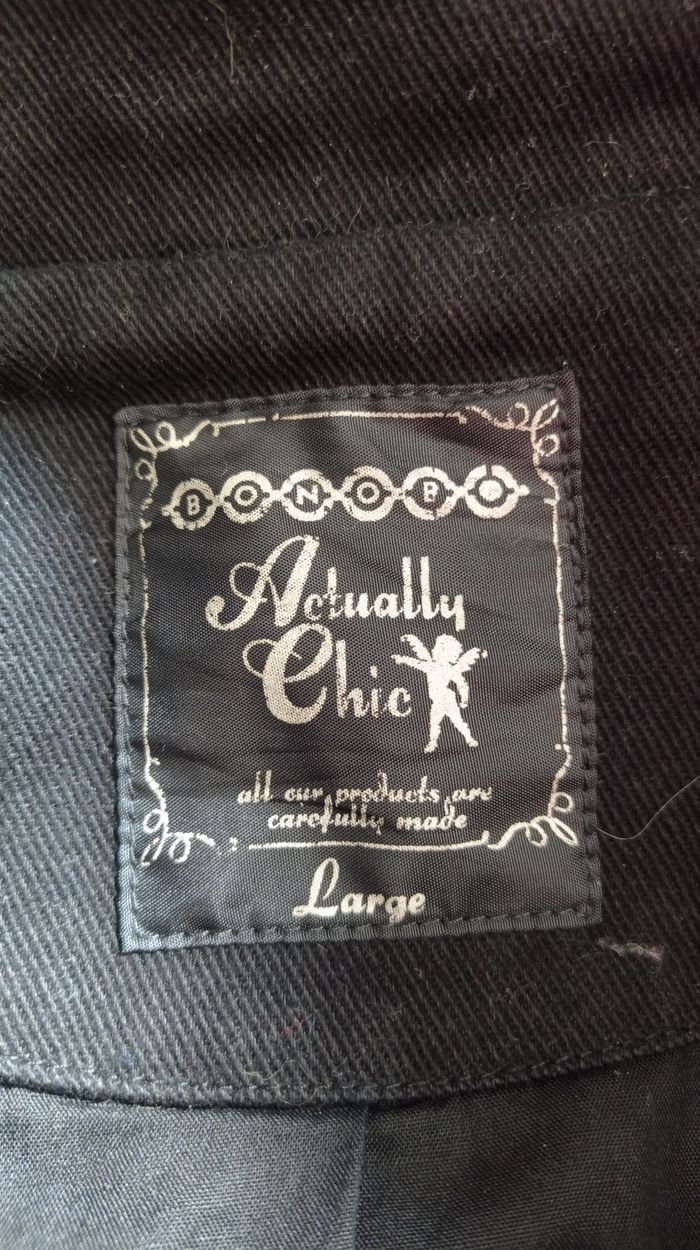 BONOBO
Actually
Chic
all our products are
carefully made
Large